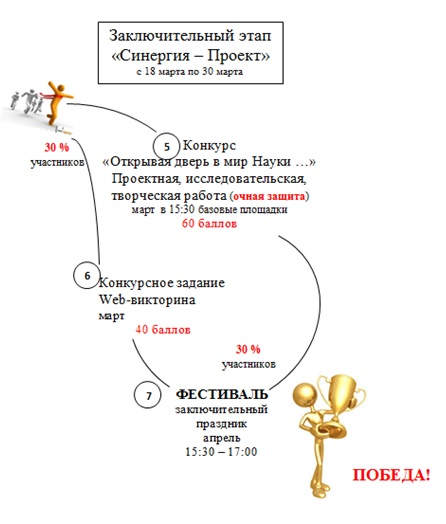 Заключительный этап
«Синергия – Проект»
с 18 марта по 30 марта
30 %
участников
5
Конкурс
«Открывая дверь в мир Науки …»
Проектная, исследовательская,
творческая работа (очная зашита)
март в 15:30 базовые площадки
60 баллов
6
Конкурсное задание
Web-викторина
март
40 баллов
30 %
участников
7
ФЕСТИВАЛЬ
заключительный
праздник
апрель
15:30 – 17:00
ПОБЕДА!